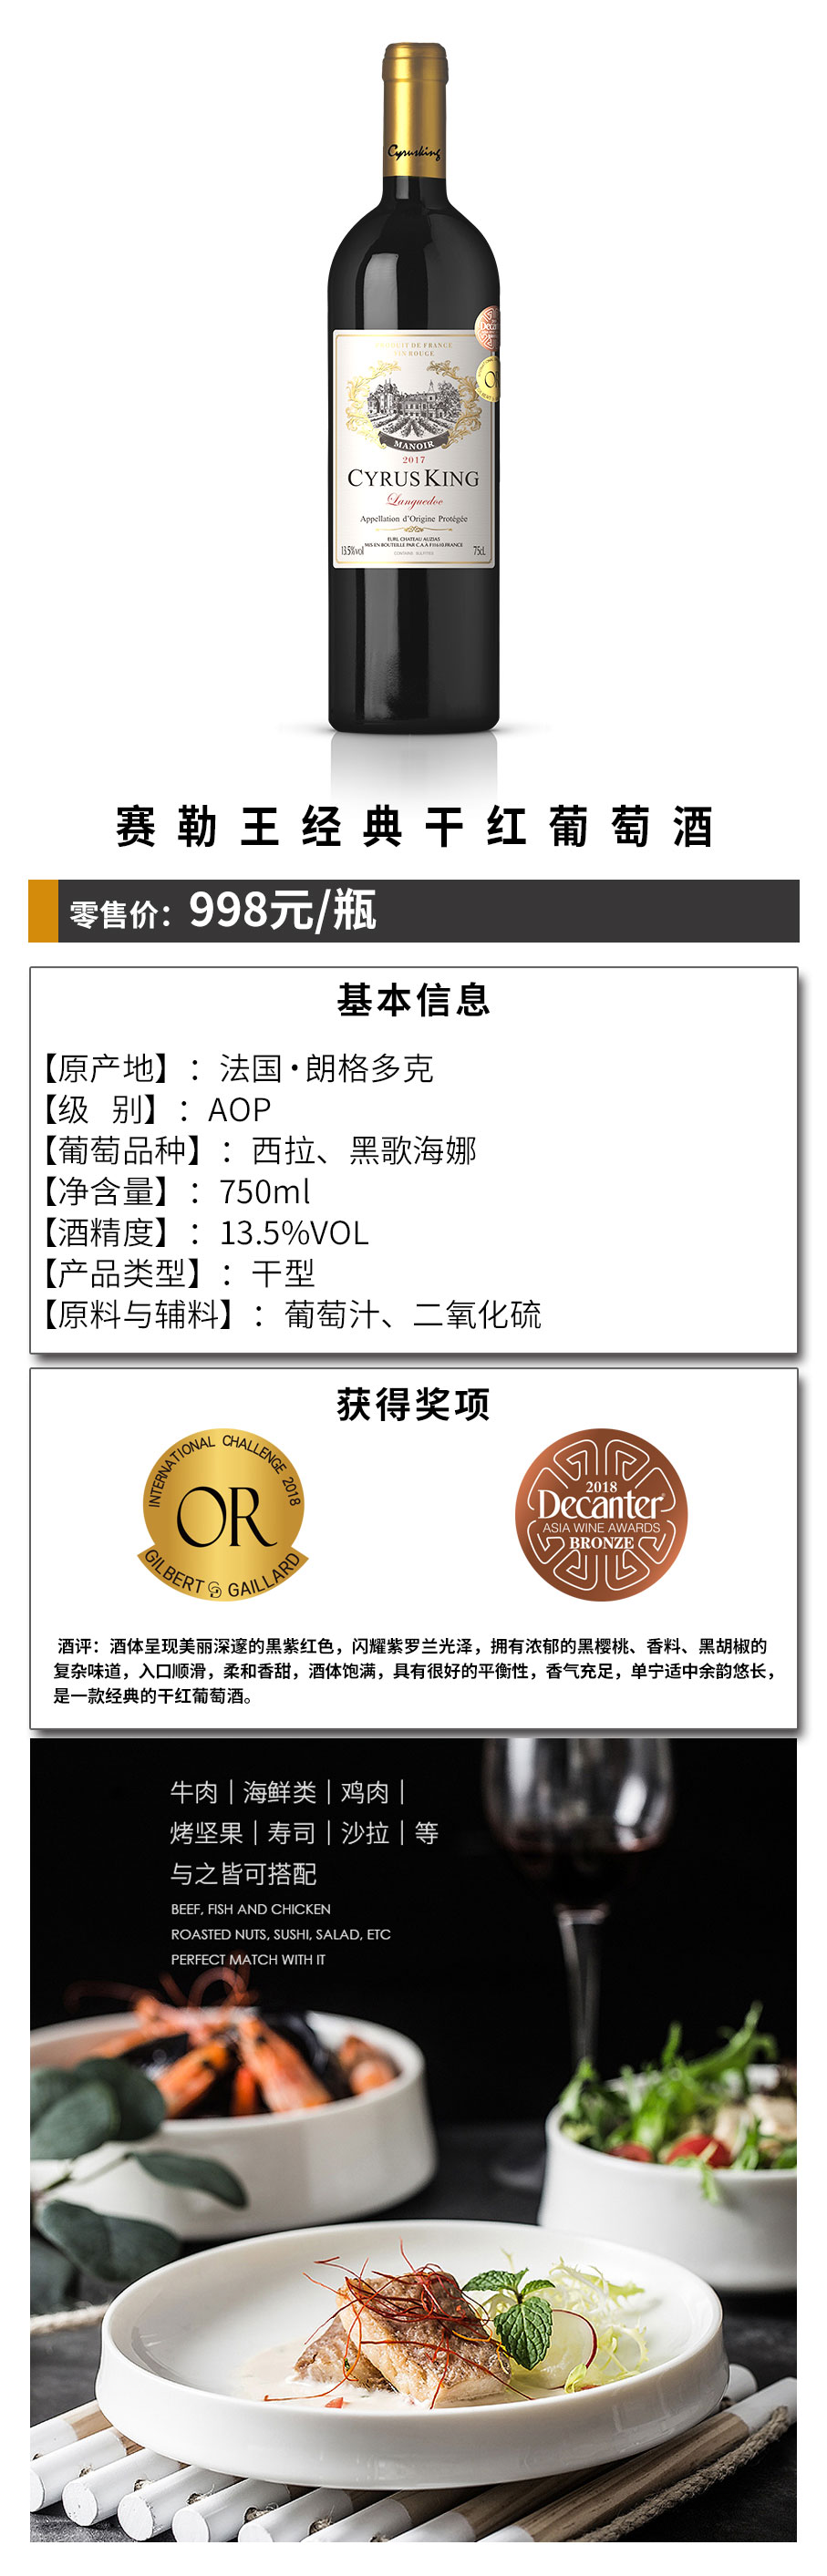 Cyrusking
PRODUIT DE FRANCE
VIN ROUGE
MANOIR
2017
CYRUS KING
Languedoc
Appellation d'Origine Protégée
EURL CHATEAU AUZIAS
13.5%vol
75cL
赛勒王经典干红葡萄酒
零售价：998元/瓶
基本信息
【原产地】：法国·朗格多克
【级 别】：AOP
【葡萄品种】：西拉、黑歌海娜
【净含量】：750ml
【酒精度】：13.5%VOL
【产品类型】：干型
【原料与辅料】：葡萄汁、二氧化硫
获得奖项
INTERNATIONAL CHALLENGE 2018
OR
GILBERT & GAILLARD
2018
Decanter
ASIA WINE AWARDS
BRONZE
酒评：酒体呈现美丽深邃的黑紫红色，闪耀紫罗兰光泽，拥有浓郁的黑樱桃、香料、黑胡椒的
复杂味道，入口顺滑，柔和香甜，酒体饱满，具有很好的平衡性，香气充足，单宁适中余韵悠长，
是一款经典的干红葡萄酒。
牛肉｜海鲜类｜鸡肉｜
烤坚果｜寿司｜沙拉｜等
与之皆可搭配
BEEF, FISH AND CHICKEN
ROASTED NUTS, SUSHI, SALAD, ETC
PERFECT MATCH WITH IT